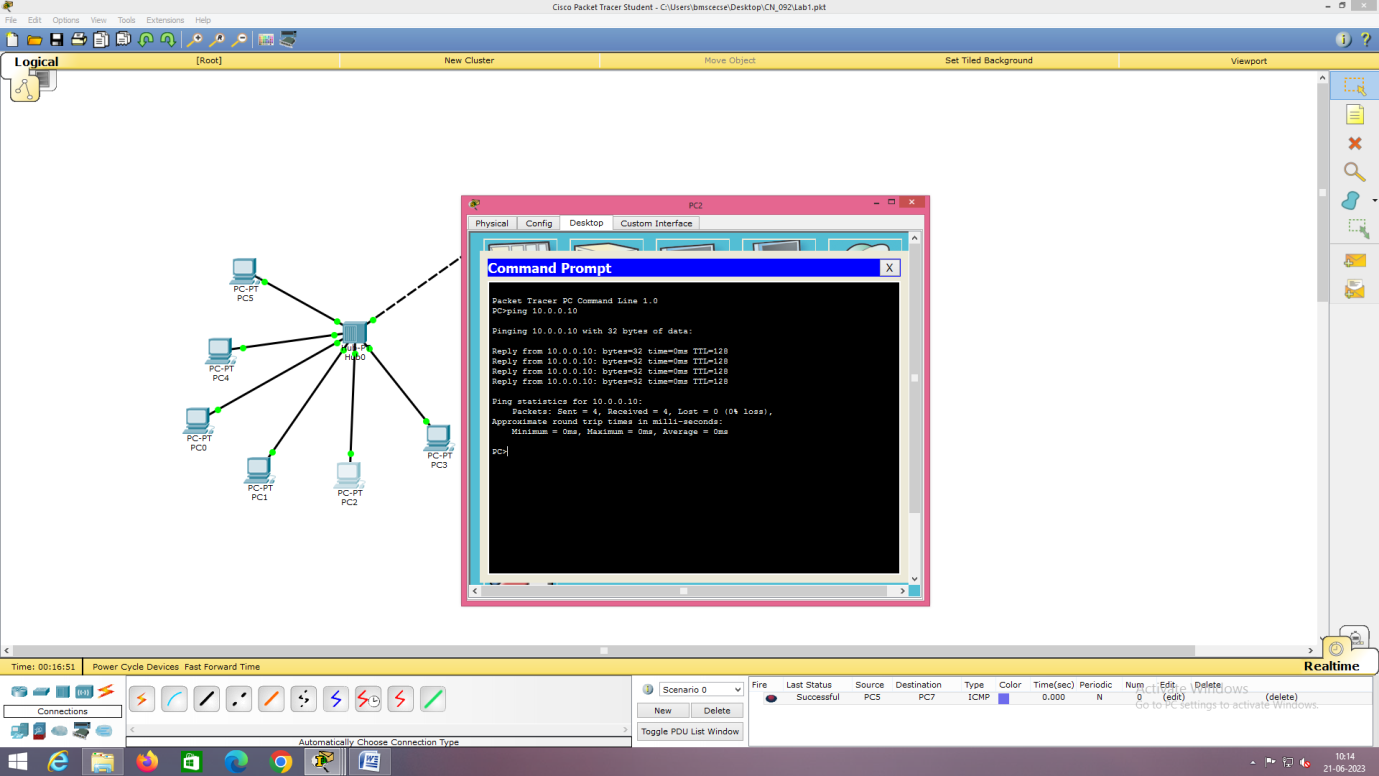 Cisco Packet Tracer Student - C:\Users\bmscerse\Desktop\CN_092\Lab1.pkt
File Edit Options View Tools Extensions Help
Logical [Root] New Cluster Move Object Set Tiled Background Viewport
PC2
Physical Config Desktop Custom Interface
Command Prompt X
Packet Tracer PC Command Line 1.0
PC>ping 10.0.0.10
Pinging 10.0.0.10 with 32 bytes of data:
Reply from 10.0.0.10: bytes=32 time=0ms TTL=128
Reply from 10.0.0.10: bytes=32 time=0ms TTL=128
Reply from 10.0.0.10: bytes=32 time=0ms TTL=128
Reply from 10.0.0.10: bytes=32 time=0ms TTL=128
Ping statistics for 10.0.0.10:
Packets: Sent = 4, Received = 4, Lost = 0 (0% loss),
Approximate round trip times in milli-seconds:
Minimum = 0ms, Maximum = 0ms, Average = 0ms
PC>
PC-PT
PC5
Hub-PT
Hub0
PC-PT
PC4
PC-PT
PC0
PC-PT
PC3
PC-PT
PC1
PC-PT
PC2
Time: 00:16:51 Power Cycle Devices Fast Forward Time Realtime
Connections
Automatically Choose Connection Type
Scenario 0
New Delete
Toggle PDU List Window
Fire Last Status Source Destination Type Color Time(sec) Periodic Num Edit Delete
Successful PC5 PC7 ICMP 0.000 N 0 (edit) (delete)
Activate Windows
Go to PC settings to activate Windows.
10:14
21-06-2023